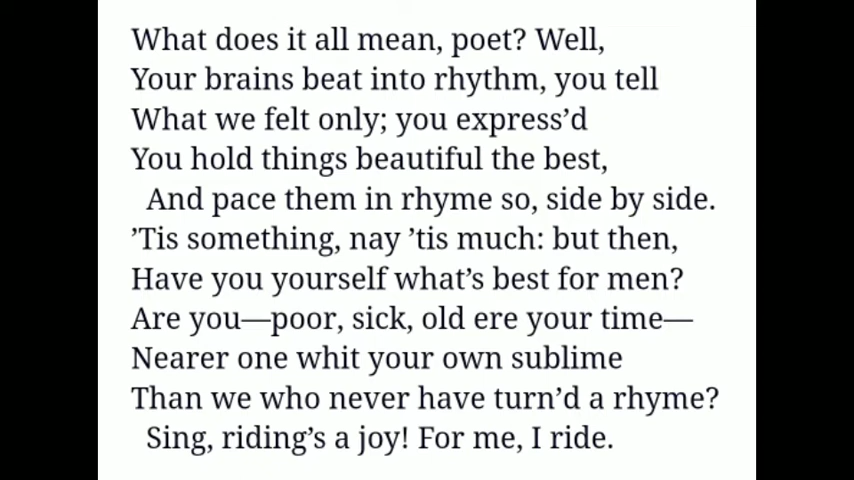 What does it all mean, poet? Well,
Your brains beat into rhythm, you tell
What we felt only; you express’d
You hold things beautiful the best,
And pace them in rhyme so, side by side.
’Tis something, nay ’tis much: but then,
Have you yourself what’s best for men?
Are you—poor, sick, old ere your time—
Nearer one whit your own sublime
Than we who never have turn’d a rhyme?
Sing, riding’s a joy! For me, I ride.